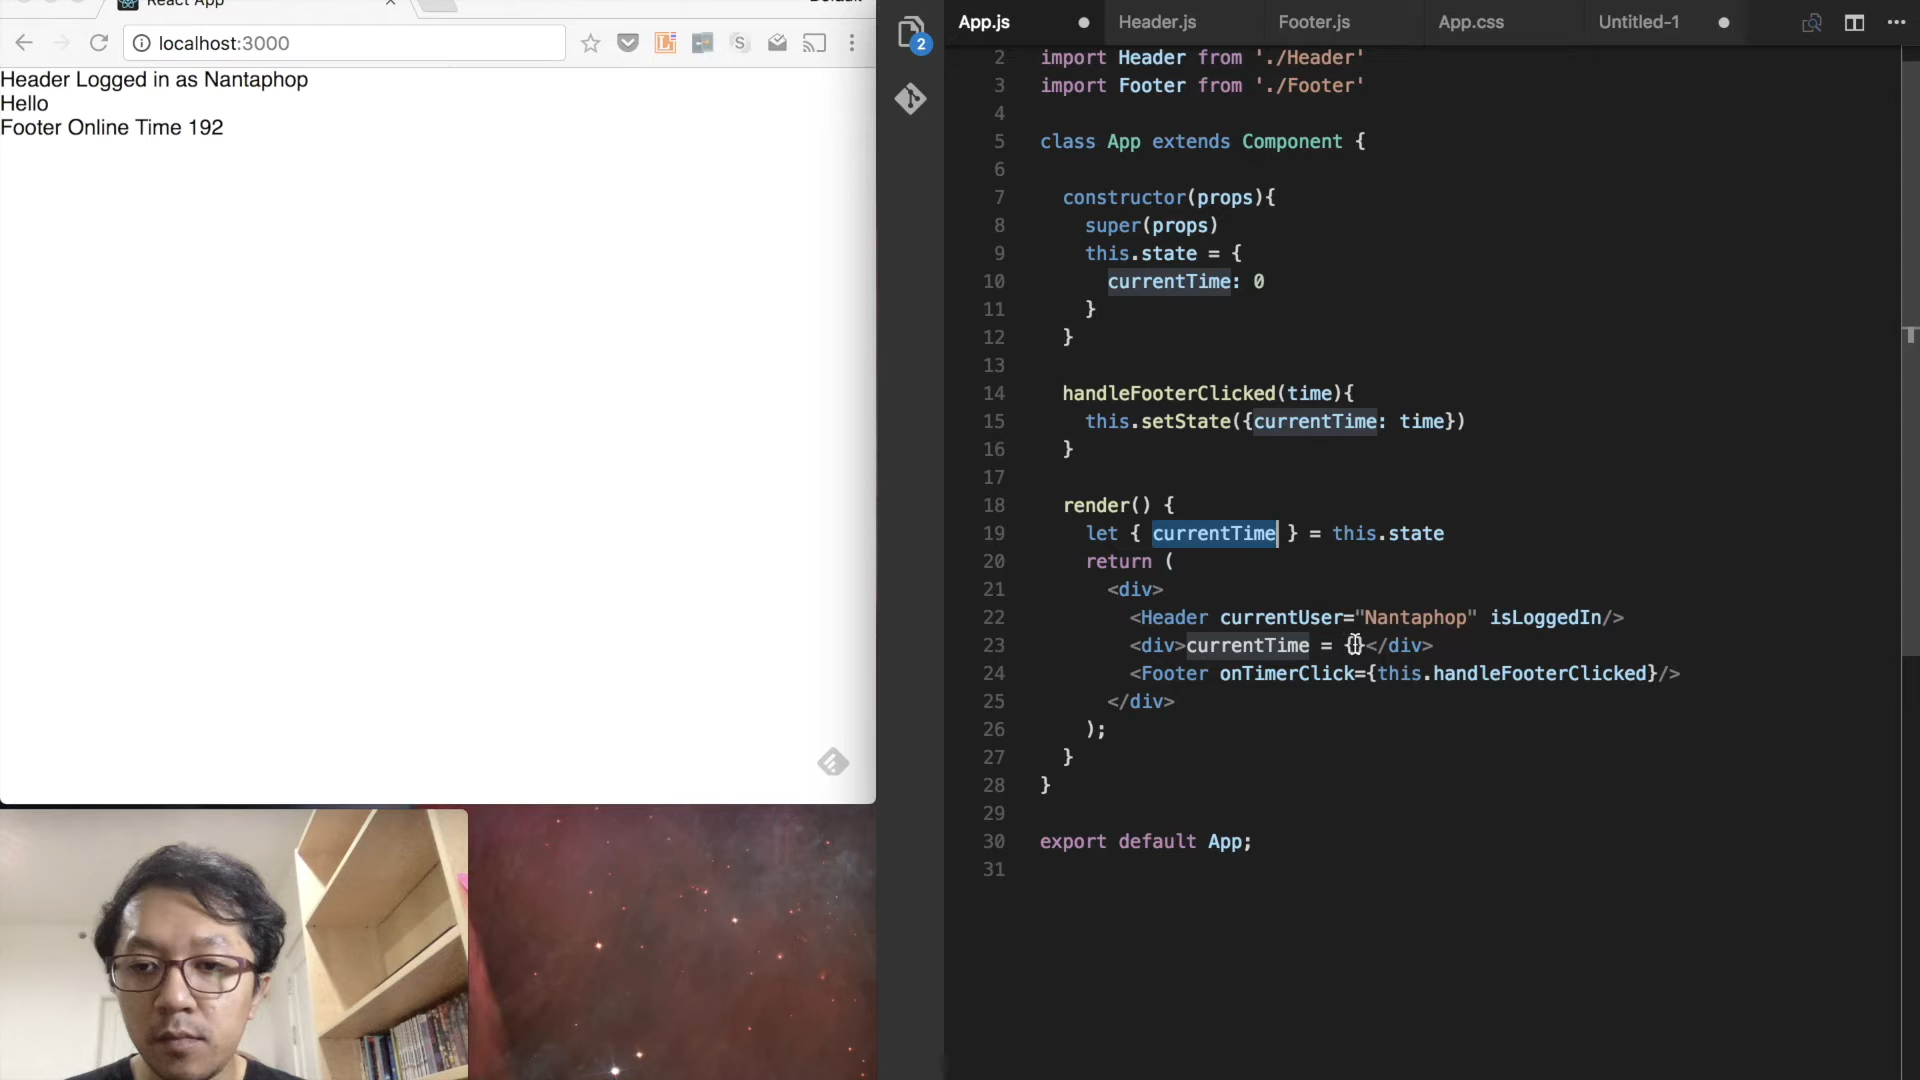 React App
Default
localhost:3000
Header Logged in as Nantaphop
Hello
Footer Online Time 192
S
2
App.js
Header.js
Footer.js
App.css
Untitled-1
2 import Header from './Header'
3 import Footer from './Footer'
4
5 class App extends Component {
6
7 constructor(props){
8 super(props)
9 this.state = {
10 currentTime: 0
11 }
12 }
13
14 handleFooterClicked(time){
15 this.setState({currentTime: time})
16 }
17
18 render() {
19 let { currentTime } = this.state
20 return (
21 <div>
22 <Header currentUser="Nantaphop" isLoggedIn/>
23 <div>currentTime = {}</div>
24 <Footer onTimerClick={this.handleFooterClicked}/>
25 </div>
26 );
27 }
28 }
29
30 export default App;
31